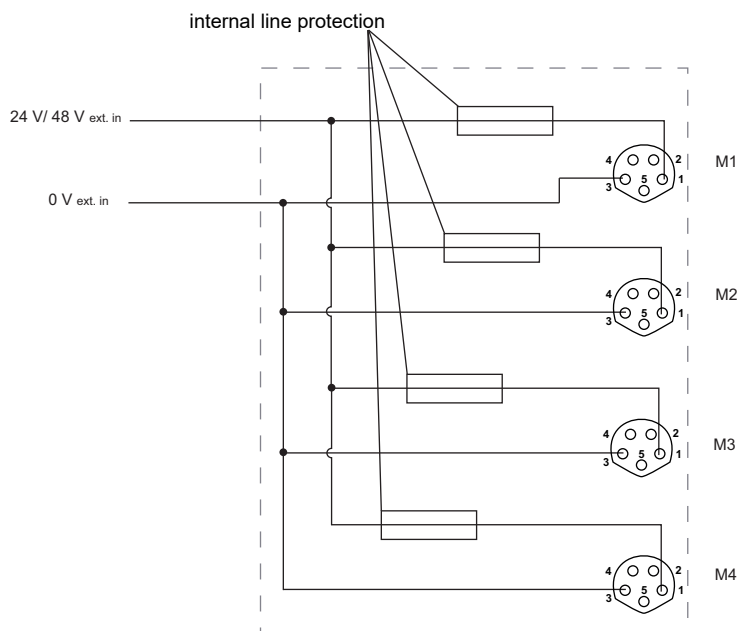 internal line protection
24 V/ 48 V ext. in
4 2
M1
3 5 1
0 V ext. in
4 2
M2
3 5 1
4 2
M3
3 5 1
4 2
M4
3 5 1